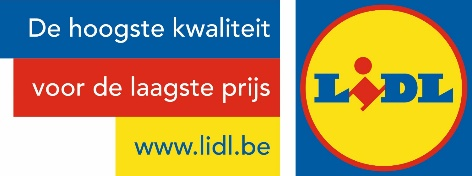 De hoogste kwaliteit
voor de laagste prijs
www.lidl.be
LiDL